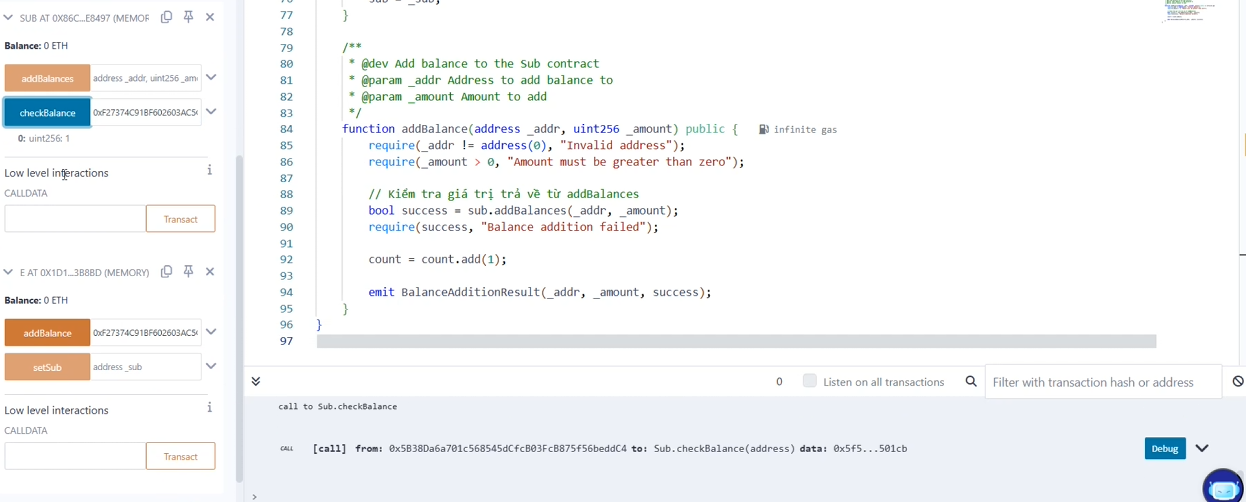 SUB AT 0X86C...E8497 (MEMOR
Balance: 0 ETH
addBalances address _addr, uint256 _am
checkBalance 0xF27374C91BF602603AC5
0: uint256: 1
Low level interactions
i
CALLDATA
Transact
E AT 0X1D1...3B8BD (MEMORY)
Balance: 0 ETH
addBalance 0xF27374C91BF602603AC5
setSub address _sub
Low level interactions
i
CALLDATA
Transact
77 }
78
79 /**
80 * @dev Add balance to the Sub contract
81 * @param _addr Address to add balance to
82 * @param _amount Amount to add
83 */
84 function addBalance(address _addr, uint256 _amount) public { infinite gas
85 require(_addr != address(0), "Invalid address");
86 require(_amount > 0, "Amount must be greater than zero");
87
88 // Kiểm tra giá trị trả về từ addBalances
89 bool success = sub.addBalances(_addr, _amount);
90 require(success, "Balance addition failed");
91
92 count = count.add(1);
93
94 emit BalanceAdditionResult(_addr, _amount, success);
95 }
96 }
97
0 Listen on all transactions Filter with transaction hash or address
call to Sub.checkBalance
CALL [call] from: 0x5B38Da6a701c568545dCfcB03FcB875f56beddC4 to: Sub.checkBalance(address) data: 0x5f5...501cb Debug
>